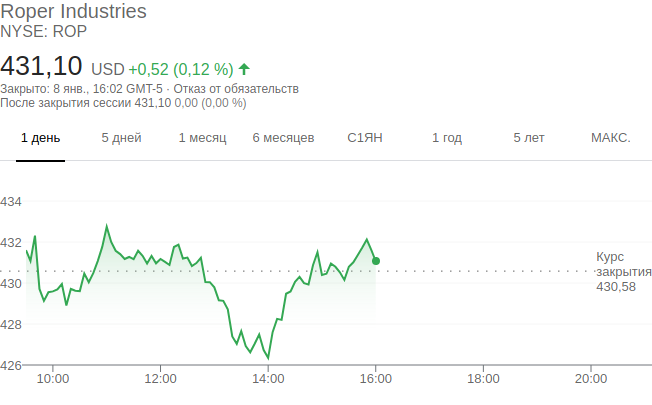 Roper Industries
NYSE: ROP
431,10 USD +0,52 (0,12 %)
Закрыто: 8 янв., 16:02 GMT-5 · Отказ от обязательств
После закрытия сессии 431,10 0,00 (0,00 %)
1 день 5 дней 1 месяц 6 месяцев С1ЯН 1 год 5 лет МАКС.
434
432
430
428
426
Курс
закрытия
430,58
10:00 12:00 14:00 16:00 18:00 20:00